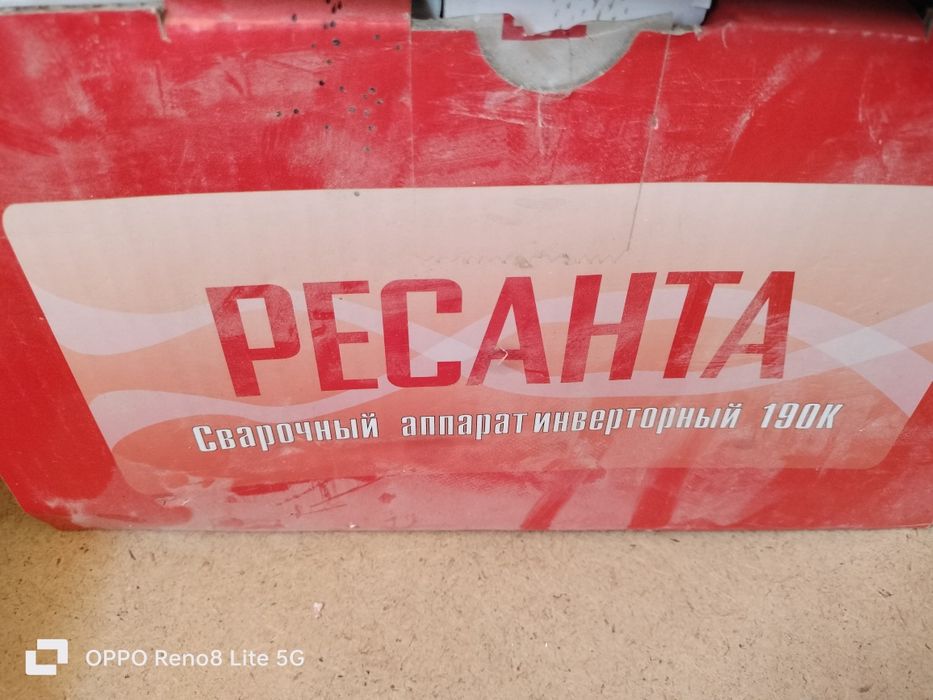 РЕСАНТА
Сварочный аппарат инверторный 190К
OPPO Reno8 Lite 5G